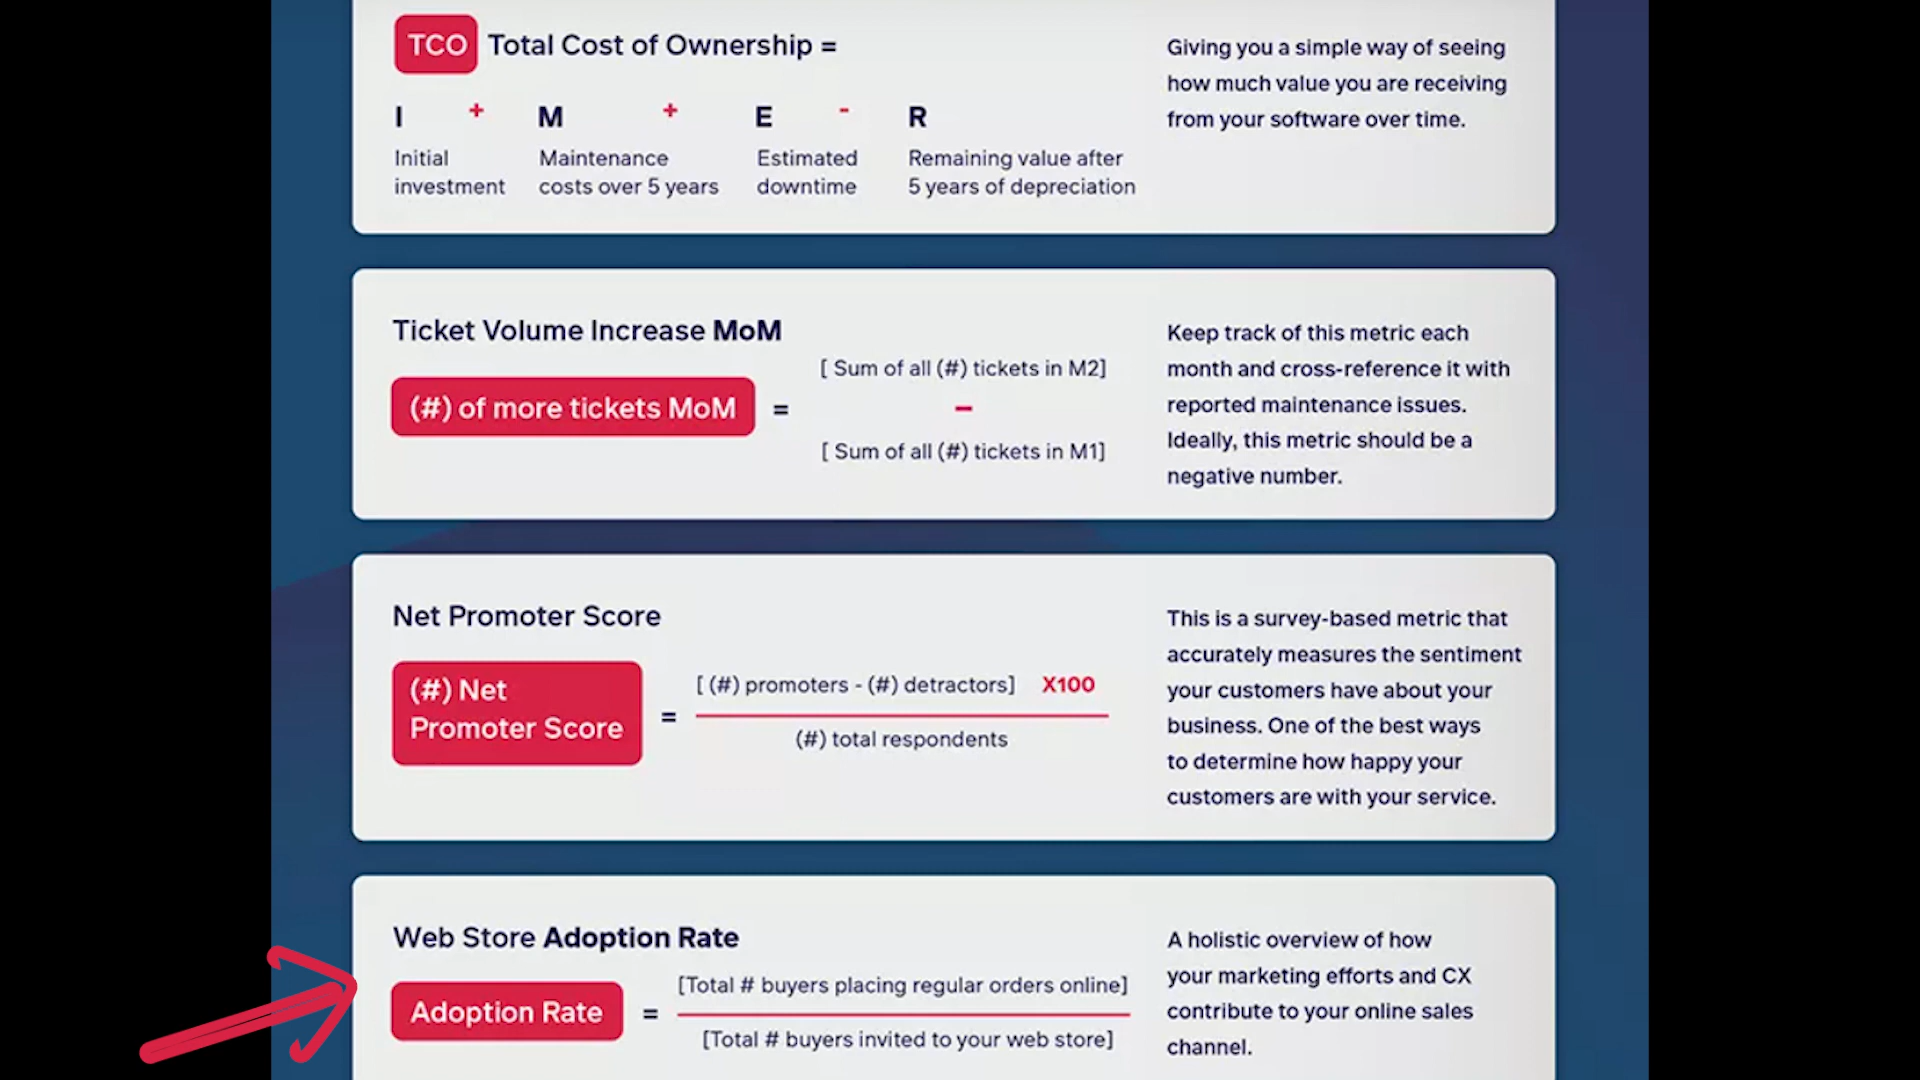 TCO Total Cost of Ownership =
I + M + E - R
Initial investment
Maintenance costs over 5 years
Estimated downtime
Remaining value after 5 years of depreciation
Giving you a simple way of seeing
how much value you are receiving
from your software over time.
Ticket Volume Increase MoM
(#) of more tickets MoM =
[ Sum of all (#) tickets in M2]
–
[ Sum of all (#) tickets in M1]
Keep track of this metric each
month and cross-reference it with
reported maintenance issues.
Ideally, this metric should be a
negative number.
Net Promoter Score
(#) Net
Promoter Score
=
[ (#) promoters - (#) detractors] X100
(#) total respondents
This is a survey-based metric that
accurately measures the sentiment
your customers have about your
business. One of the best ways
to determine how happy your
customers are with your service.
Web Store Adoption Rate
Adoption Rate =
[Total # buyers placing regular orders online]
[Total # buyers invited to your web store]
A holistic overview of how
your marketing efforts and CX
contribute to your online sales
channel.